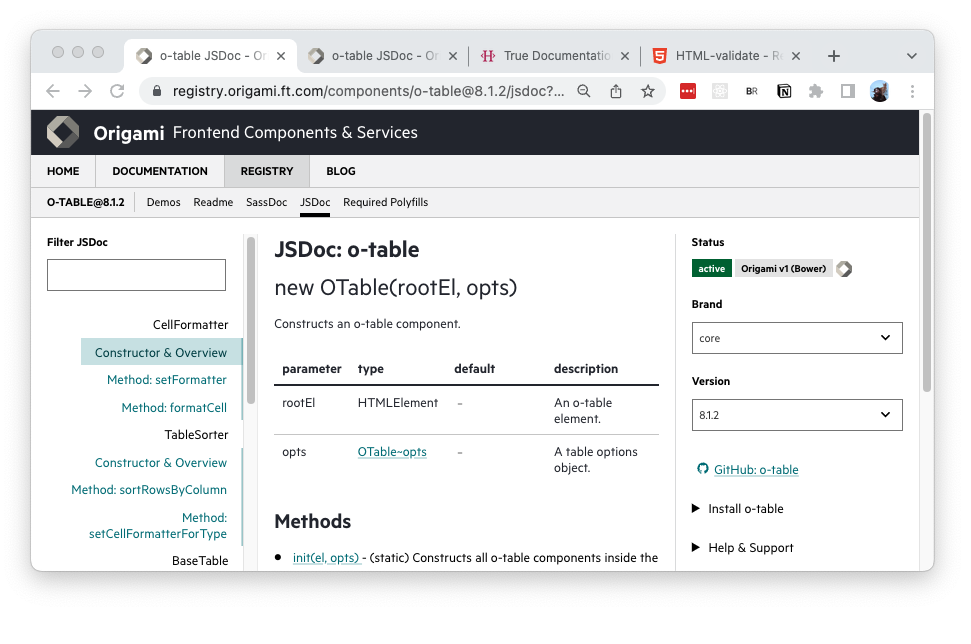 o-table JSDoc - Or
o-table JSDoc - Or
True Documentatio
HTML-validate - Re
registry.origami.ft.com/components/o-table@8.1.2/jsdoc?...
BR
Origami Frontend Components & Services
HOME DOCUMENTATION REGISTRY BLOG
O-TABLE@8.1.2 Demos Readme SassDoc JSDoc Required Polyfills
Filter JSDoc
CellFormatter
Constructor & Overview
Method: setFormatter
Method: formatCell
TableSorter
Constructor & Overview
Method: sortRowsByColumn
Method:
setCellFormatterForType
BaseTable
JSDoc: o-table
new OTable(rootEl, opts)
Constructs an o-table component.
parameter type default description
rootEl HTMLElement – An o-table
element.
opts OTable~opts – A table options
object.
Methods
init(el, opts) - (static) Constructs all o-table components inside the
Status
active Origami v1 (Bower)
Brand
core
Version
8.1.2
GitHub: o-table
Install o-table
Help & Support